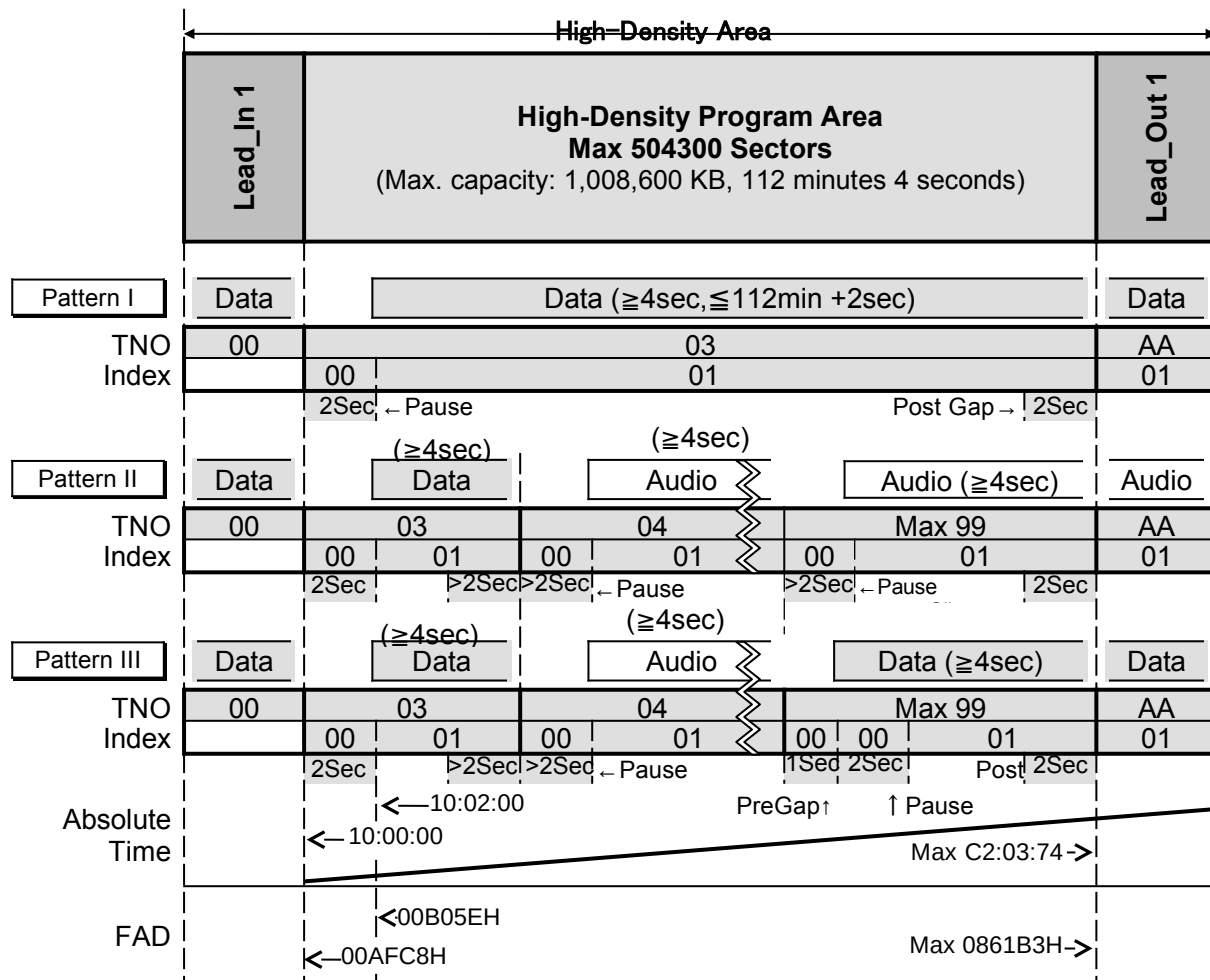 High-Density Area
Lead_In 1
High-Density Program Area
Max 504300 Sectors
(Max. capacity: 1,008,600 KB, 112 minutes 4 seconds)
Lead_Out 1
Pattern I
Data
Data (≧4sec,≦112min +2sec)
Data
TNO 00 03 AA
Index 00 01 01
2Sec ←Pause Post Gap→ 2Sec
(≧4sec) (≧4sec)
Pattern II Data Data Audio Audio (≧4sec) Audio
TNO 00 03 04 Max 99 AA
Index 00 01 00 01 00 01 01
2Sec >2Sec >2Sec ←Pause >2Sec ←Pause 2Sec
(≧4sec) (≧4sec)
Pattern III Data Data Audio Data (≧4sec) Data
TNO 00 03 04 Max 99 AA
Index 00 01 00 01 00 00 01 01
2Sec >2Sec >2Sec ←Pause 1Sec 2Sec Post 2Sec
←10:02:00 PreGap↑ ↑ Pause
Absolute
Time
←10:00:00
Max C2:03:74→
←00B05EH
FAD
←00AFC8H
Max 0861B3H→